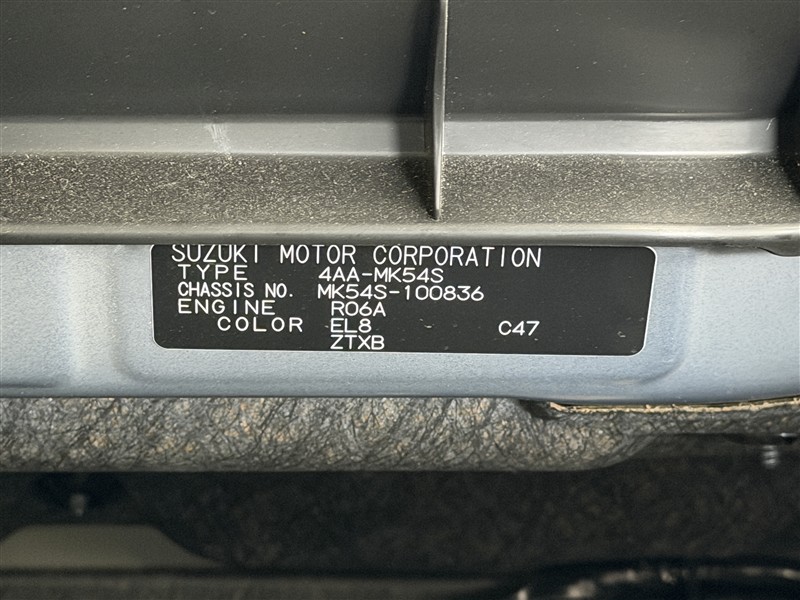 SUZUKI MOTOR CORPORATION
TYPE 4AA-MK54S
CHASSIS NO. MK54S-100836
ENGINE R06A
COLOR EL8 C47
ZTXB